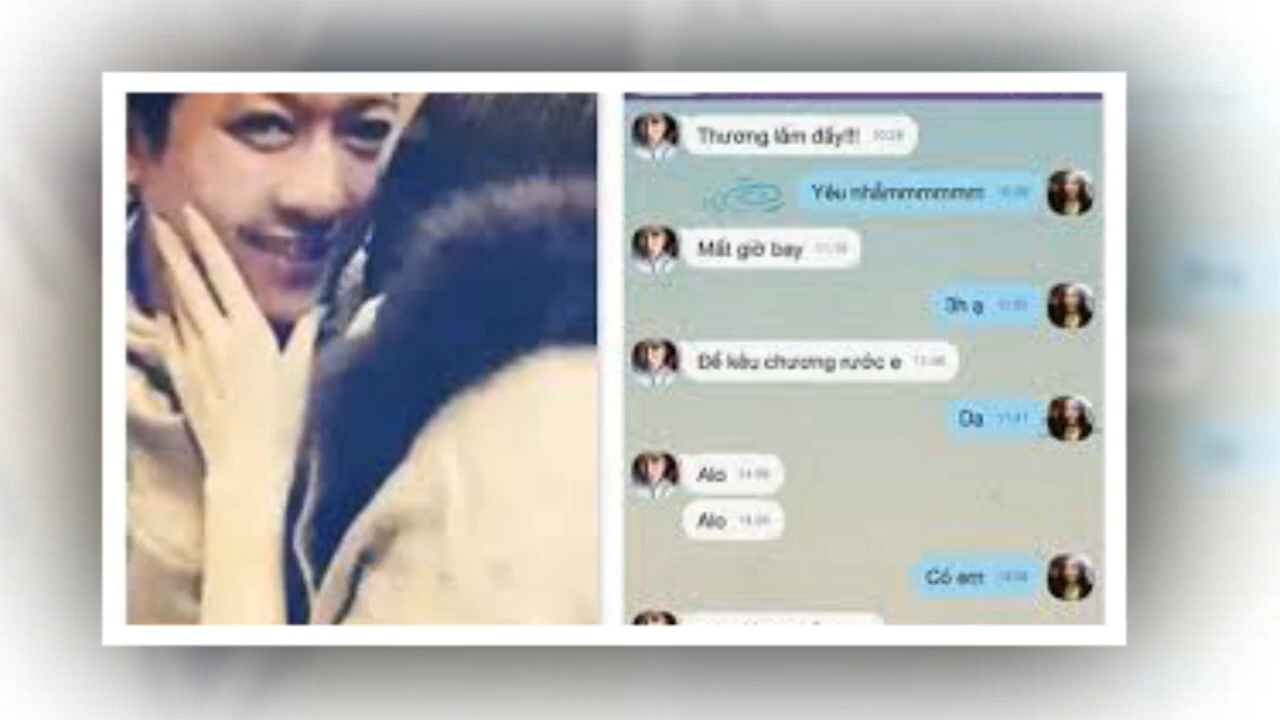 Thương lắm đấy!!!
Yêu nhắmmmmmm
Mất giờ bay
3h ạ
Để kêu chương rước e
Dạ
Alo
Alo
Có em